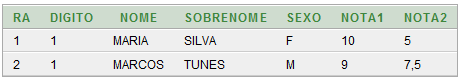 RA DIGITO NOME SOBRENOME SEXO NOTA1 NOTA2
1 1 MARIA SILVA F 10 5
2 1 MARCOS TUNES M 9 7,5